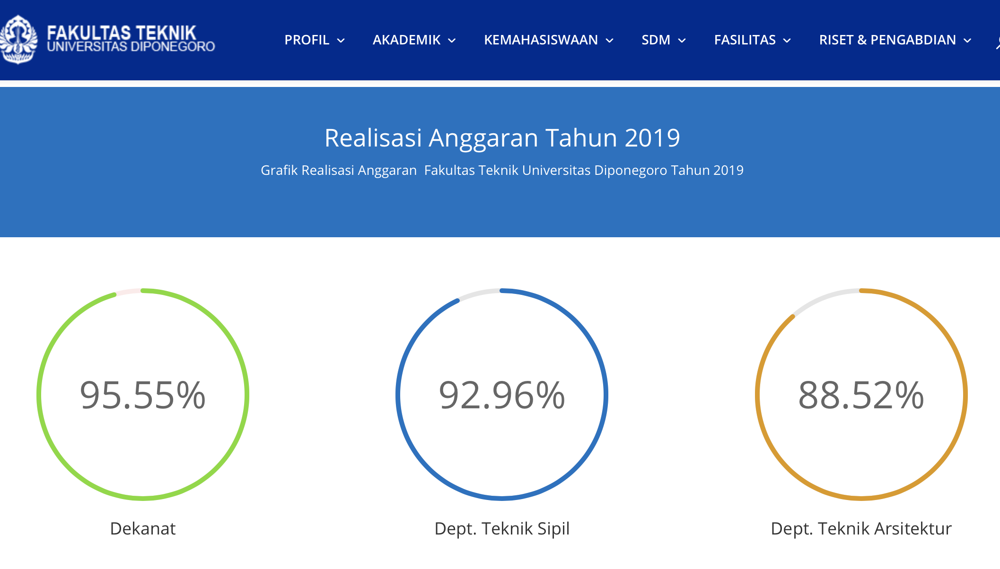 FAKULTAS TEKNIK
UNIVERSITAS DIPONEGORO
PROFIL AKADEMIK KEMAHASISWAAN SDM FASILITAS RISET & PENGABDIAN
Realisasi Anggaran Tahun 2019
Grafik Realisasi Anggaran  Fakultas Teknik Universitas Diponegoro Tahun 2019
95.55% 92.96% 88.52%
Dekanat Dept. Teknik Sipil Dept. Teknik Arsitektur